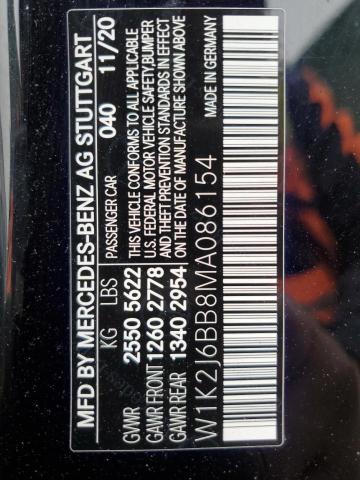 MFD BY MERCEDES-BENZ AG STUTTGART
040 11/20
PASSENGER CAR
THIS VEHICLE CONFORMS TO ALL APPLICABLE
U.S. FEDERAL MOTOR VEHICLE SAFETY, BUMPER
AND THEFT PREVENTION STANDARDS IN EFFECT
ON THE DATE OF MANUFACTURE SHOWN ABOVE
KG LBS
GVWR 2550 5622
GAWR FRONT 1260 2778
GAWR REAR 1340 2954
MADE IN GERMANY
W1K2J6BB8MA086154